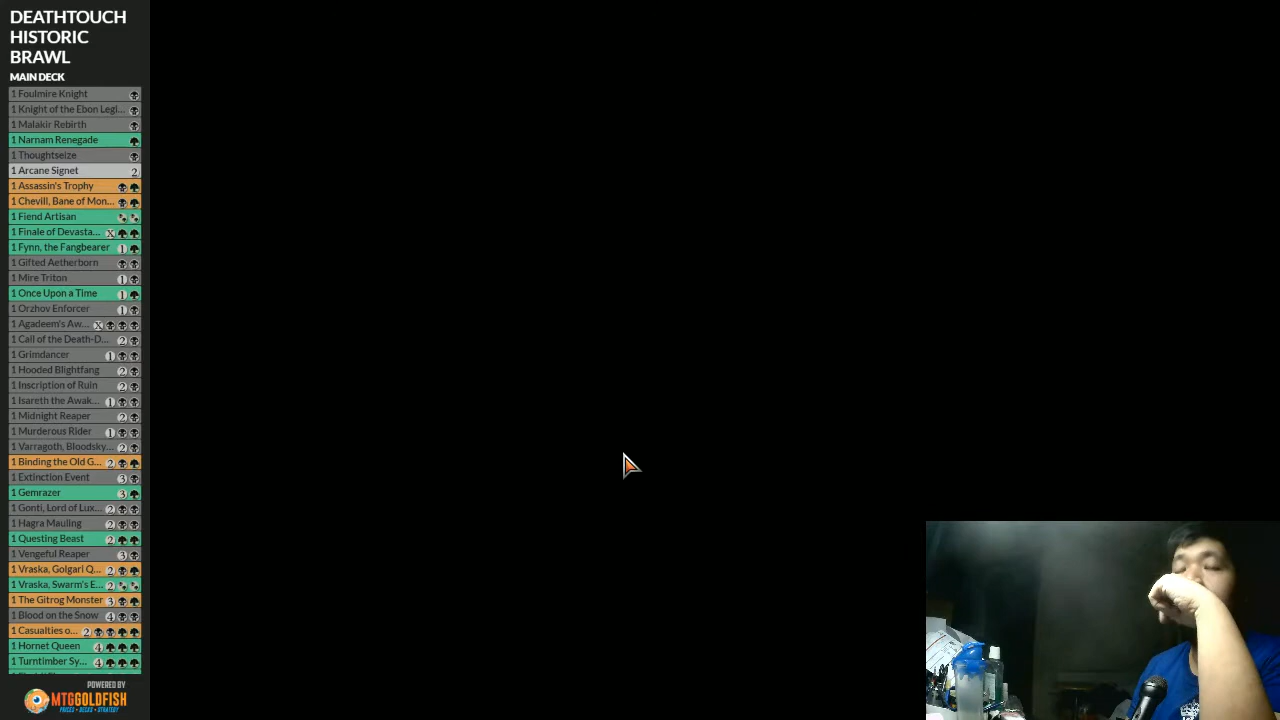 DEATHTOUCH
HISTORIC
BRAWL
MAIN DECK
1 Foulmire Knight
1 Knight of the Ebon Legi...
1 Malakir Rebirth
1 Narnam Renegade
1 Thoughtseize
1 Arcane Signet 2
1 Assassin's Trophy
1 Chevill, Bane of Mon...
1 Fiend Artisan
1 Finale of Devasta... X
1 Fynn, the Fangbearer 1
1 Gifted Aetherborn
1 Mire Triton 1
1 Once Upon a Time 1
1 Orzhov Enforcer 1
1 Agadeem's Aw... X
1 Call of the Death-D... 2
1 Grimdancer 1
1 Hooded Blightfang 2
1 Inscription of Ruin 2
1 Isareth the Awak... 1
1 Midnight Reaper 2
1 Murderous Rider 1
1 Varragoth, Bloodsky... 2
1 Binding the Old G... 2
1 Extinction Event 3
1 Gemrazer 3
1 Gonti, Lord of Lux... 2
1 Hagra Mauling 2
1 Questing Beast 2
1 Vengeful Reaper 3
1 Vraska, Golgari Q... 2
1 Vraska, Swarm's E... 2
1 The Gitrog Monster 3
1 Blood on the Snow 4
1 Casualties o... 2
1 Hornet Queen 4
1 Turntimber Sy... 4
POWERED BY
MTGGOLDFISH
PRICES • DECKS • STRATEGY